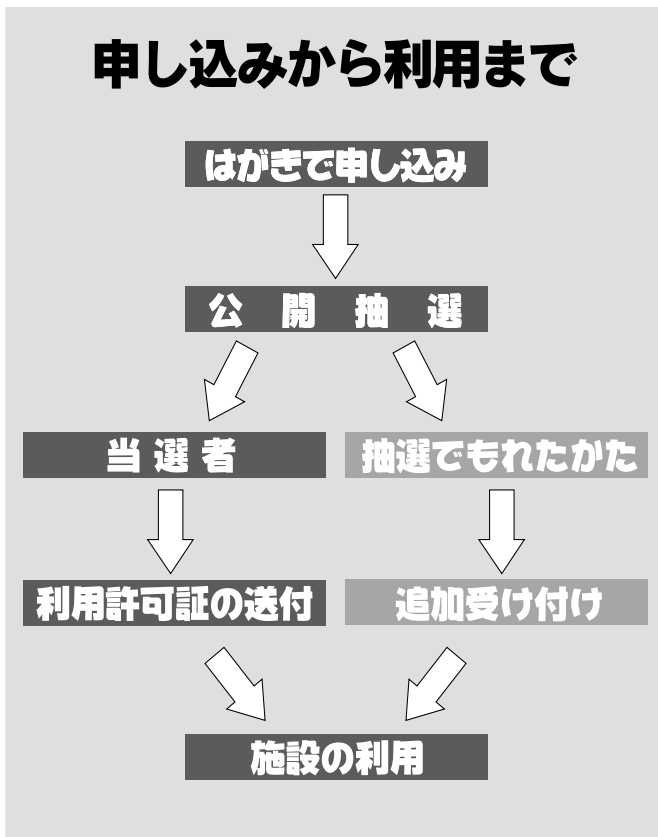 申し込みから利用まで
はがきで申し込み
公開抽選
当選者
抽選でもれたかた
利用許可証の送付
追加受け付け
施設の利用